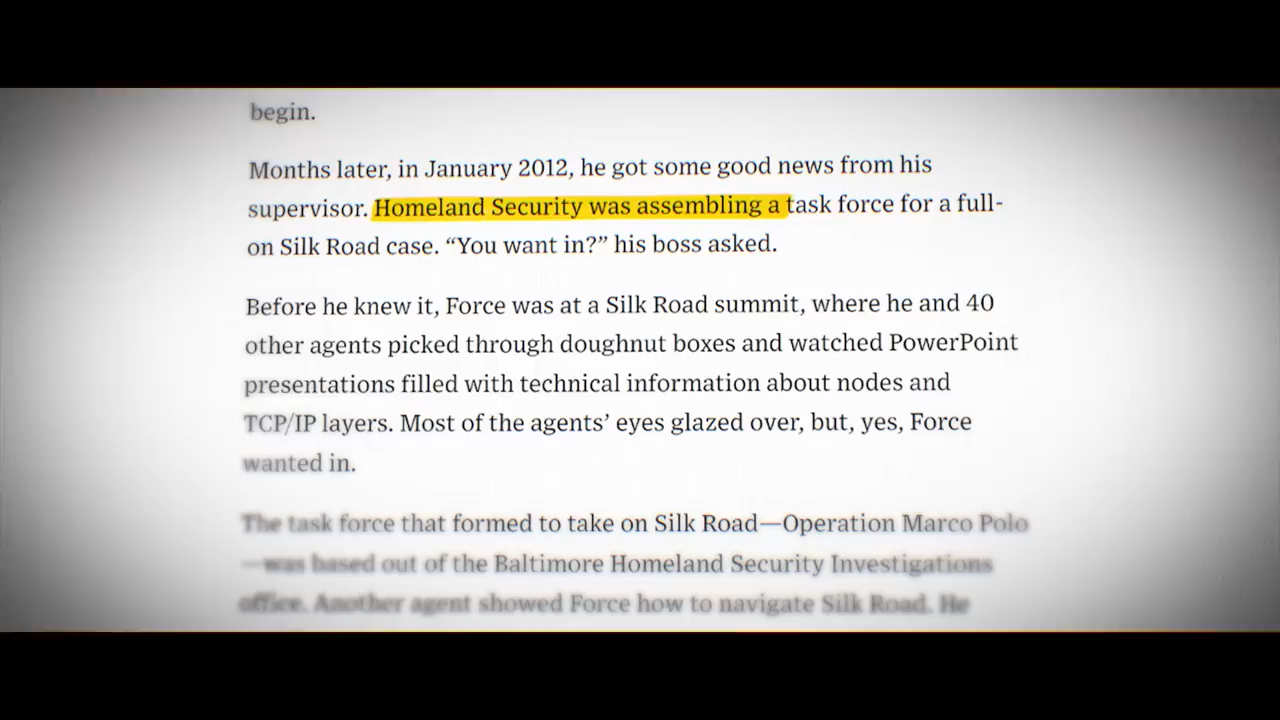 begin.
Months later, in January 2012, he got some good news from his
supervisor. Homeland Security was assembling a task force for a full-
on Silk Road case. “You want in?” his boss asked.
Before he knew it, Force was at a Silk Road summit, where he and 40
other agents picked through doughnut boxes and watched PowerPoint
presentations filled with technical information about nodes and
TCP/IP layers. Most of the agents’ eyes glazed over, but, yes, Force
wanted in.
The task force that formed to take on Silk Road—Operation Marco Polo
—was based out of the Baltimore Homeland Security Investigations
office. Another agent showed Force how to navigate Silk Road. He